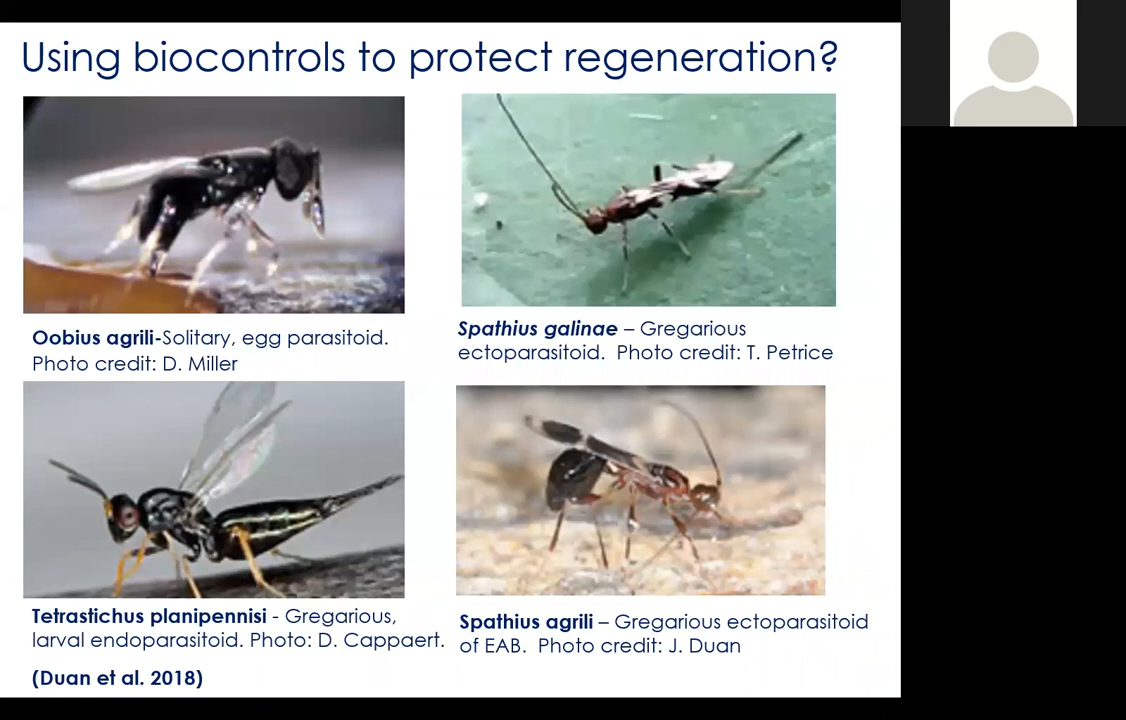 Using biocontrols to protect regeneration?
Oobius agrili-Solitary, egg parasitoid.
Photo credit: D. Miller
Spathius galinae – Gregarious
ectoparasitoid. Photo credit: T. Petrice
Tetrastichus planipennisi - Gregarious,
larval endoparasitoid. Photo: D. Cappaert.
Spathius agrili – Gregarious ectoparasitoid
of EAB. Photo credit: J. Duan
(Duan et al. 2018)